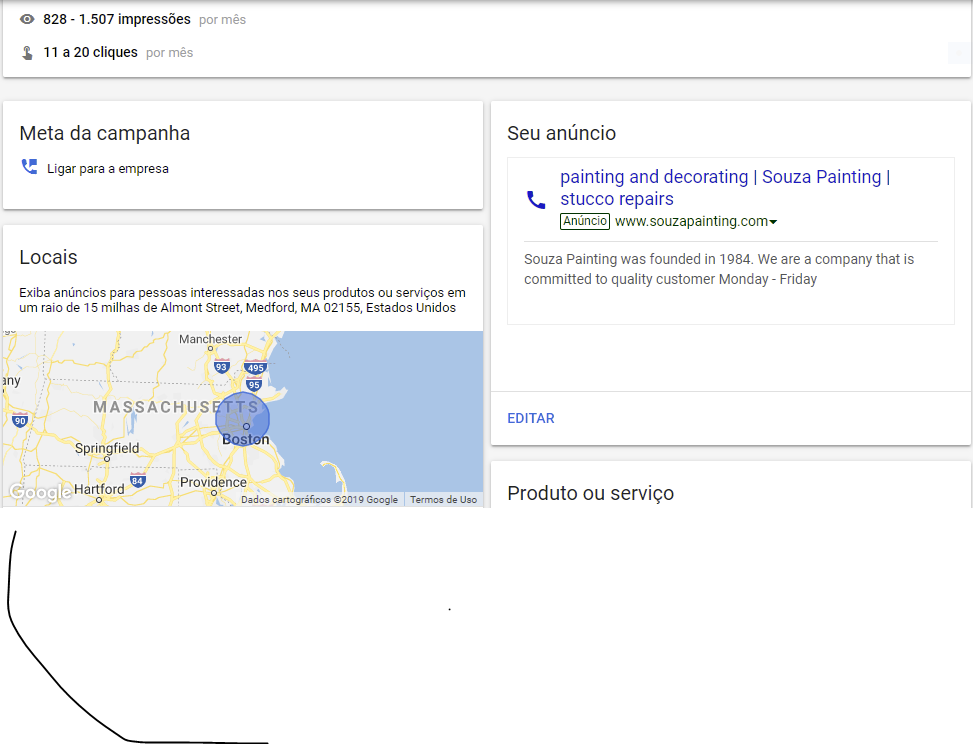 828 - 1.507 impressões por mês
11 a 20 cliques por mês
Meta da campanha
Ligar para a empresa
Locais
Exiba anúncios para pessoas interessadas nos seus produtos ou serviços em
um raio de 15 milhas de Almont Street, Medford, MA 02155, Estados Unidos
Manchester
93
495
95
any
MASSACHUSETTS
90
Boston
Springfield
84
Hartford
Providence
Google
Dados cartográficos ©2019 Google
Termos de Uso
Seu anúncio
painting and decorating | Souza Painting |
stucco repairs
Anúncio www.souzapainting.com
Souza Painting was founded in 1984. We are a company that is
committed to quality customer Monday - Friday
EDITAR
Produto ou serviço